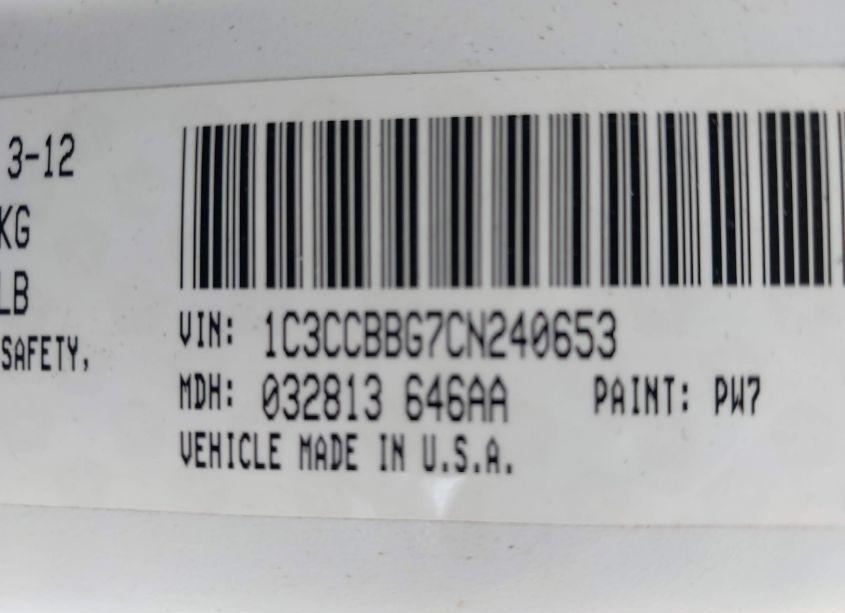 3-12
KG
LB
SAFETY,
VIN: 1C3CCBBG7CN240653
MDH: 032813 646AA PAINT: PW7
VEHICLE MADE IN U.S.A.